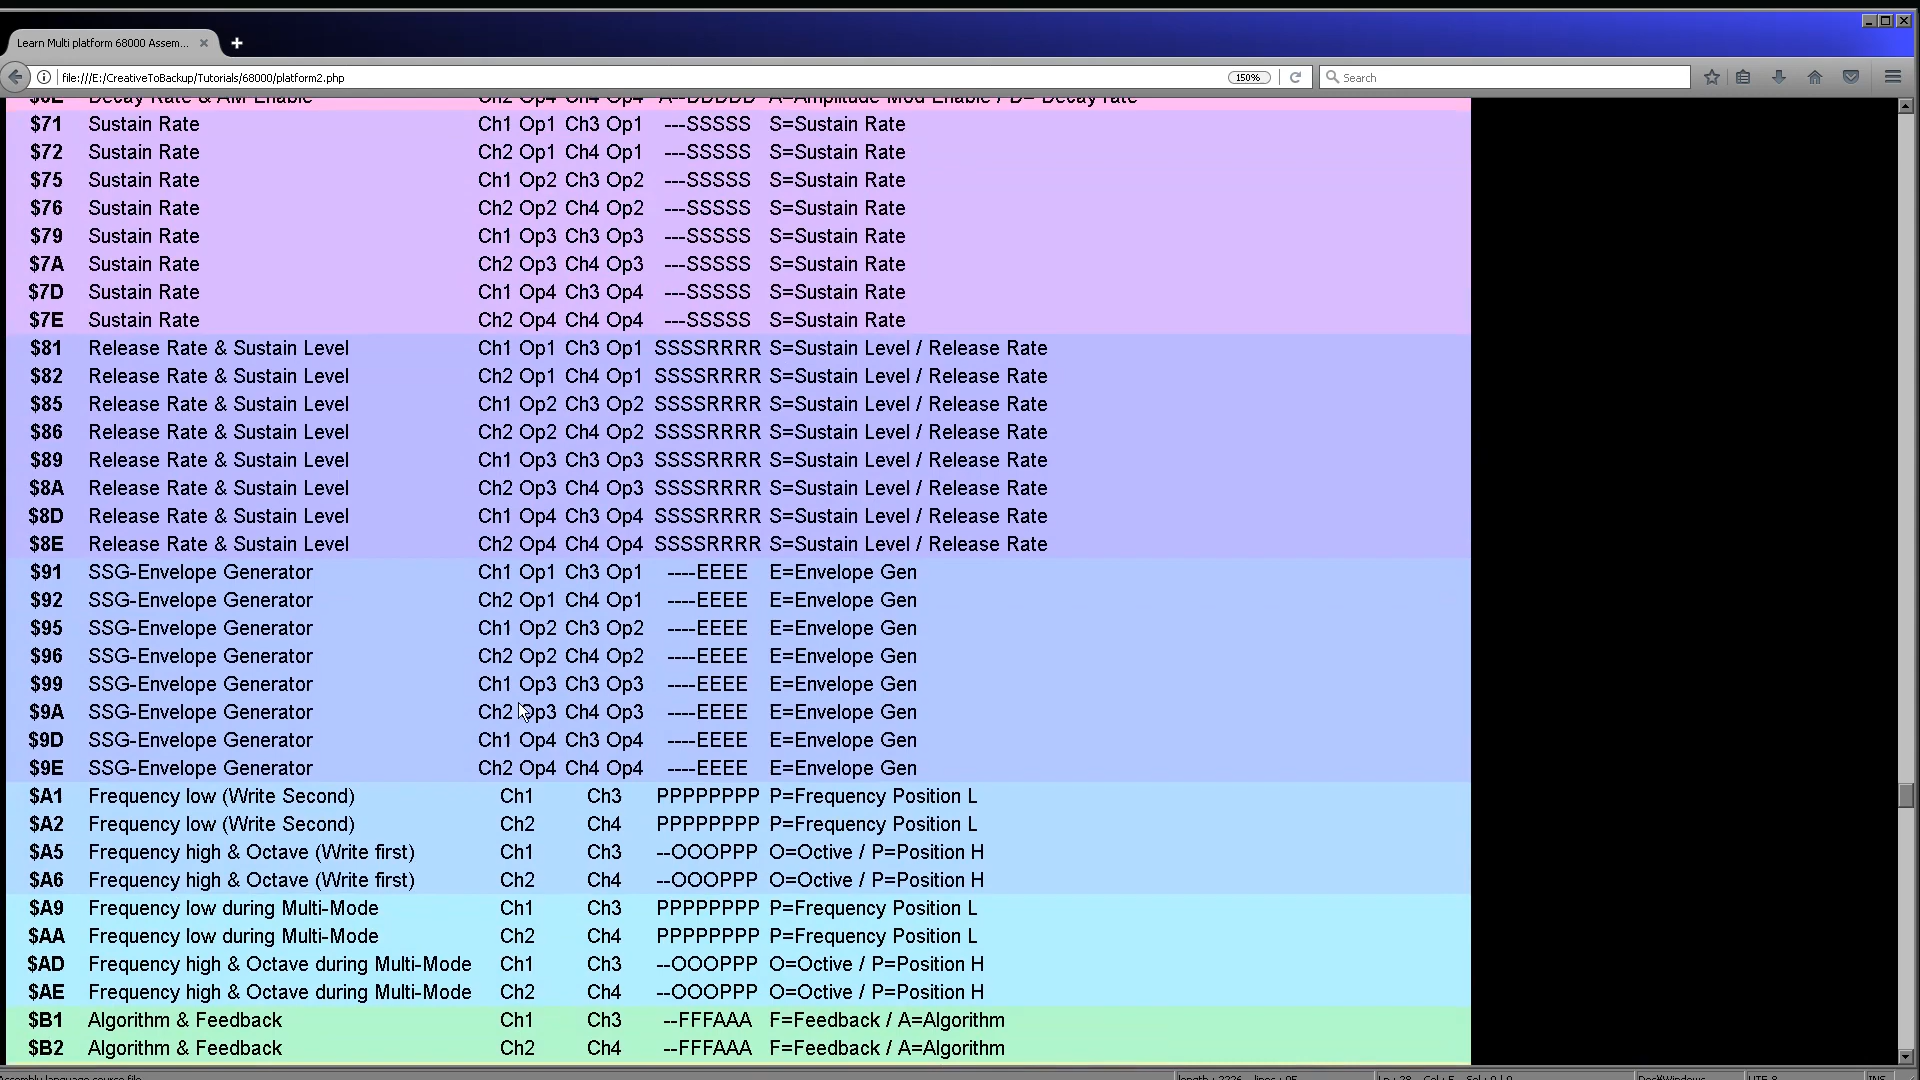 Learn Multi platform 68000 Assem...
file:///E:/CreativeToBackup/Tutorials/68000/platform2.php
150%
Search
$6E Decay Rate & AM Enable Ch2 Op4 Ch4 Op4 A--DDDDD A=Amplitude Mod Enable / D= Decay rate
$71 Sustain Rate Ch1 Op1 Ch3 Op1 ---SSSSS S=Sustain Rate
$72 Sustain Rate Ch2 Op1 Ch4 Op1 ---SSSSS S=Sustain Rate
$75 Sustain Rate Ch1 Op2 Ch3 Op2 ---SSSSS S=Sustain Rate
$76 Sustain Rate Ch2 Op2 Ch4 Op2 ---SSSSS S=Sustain Rate
$79 Sustain Rate Ch1 Op3 Ch3 Op3 ---SSSSS S=Sustain Rate
$7A Sustain Rate Ch2 Op3 Ch4 Op3 ---SSSSS S=Sustain Rate
$7D Sustain Rate Ch1 Op4 Ch3 Op4 ---SSSSS S=Sustain Rate
$7E Sustain Rate Ch2 Op4 Ch4 Op4 ---SSSSS S=Sustain Rate
$81 Release Rate & Sustain Level Ch1 Op1 Ch3 Op1 SSSSRRRR S=Sustain Level / Release Rate
$82 Release Rate & Sustain Level Ch2 Op1 Ch4 Op1 SSSSRRRR S=Sustain Level / Release Rate
$85 Release Rate & Sustain Level Ch1 Op2 Ch3 Op2 SSSSRRRR S=Sustain Level / Release Rate
$86 Release Rate & Sustain Level Ch2 Op2 Ch4 Op2 SSSSRRRR S=Sustain Level / Release Rate
$89 Release Rate & Sustain Level Ch1 Op3 Ch3 Op3 SSSSRRRR S=Sustain Level / Release Rate
$8A Release Rate & Sustain Level Ch2 Op3 Ch4 Op3 SSSSRRRR S=Sustain Level / Release Rate
$8D Release Rate & Sustain Level Ch1 Op4 Ch3 Op4 SSSSRRRR S=Sustain Level / Release Rate
$8E Release Rate & Sustain Level Ch2 Op4 Ch4 Op4 SSSSRRRR S=Sustain Level / Release Rate
$91 SSG-Envelope Generator Ch1 Op1 Ch3 Op1 ----EEEE E=Envelope Gen
$92 SSG-Envelope Generator Ch2 Op1 Ch4 Op1 ----EEEE E=Envelope Gen
$95 SSG-Envelope Generator Ch1 Op2 Ch3 Op2 ----EEEE E=Envelope Gen
$96 SSG-Envelope Generator Ch2 Op2 Ch4 Op2 ----EEEE E=Envelope Gen
$99 SSG-Envelope Generator Ch1 Op3 Ch3 Op3 ----EEEE E=Envelope Gen
$9A SSG-Envelope Generator Ch2 Op3 Ch4 Op3 ----EEEE E=Envelope Gen
$9D SSG-Envelope Generator Ch1 Op4 Ch3 Op4 ----EEEE E=Envelope Gen
$9E SSG-Envelope Generator Ch2 Op4 Ch4 Op4 ----EEEE E=Envelope Gen
$A1 Frequency low (Write Second) Ch1 Ch3 PPPPPPPP P=Frequency Position L
$A2 Frequency low (Write Second) Ch2 Ch4 PPPPPPPP P=Frequency Position L
$A5 Frequency high & Octave (Write first) Ch1 Ch3 --OOOPPP O=Octive / P=Position H
$A6 Frequency high & Octave (Write first) Ch2 Ch4 --OOOPPP O=Octive / P=Position H
$A9 Frequency low during Multi-Mode Ch1 Ch3 PPPPPPPP P=Frequency Position L
$AA Frequency low during Multi-Mode Ch2 Ch4 PPPPPPPP P=Frequency Position L
$AD Frequency high & Octave during Multi-Mode Ch1 Ch3 --OOOPPP O=Octive / P=Position H
$AE Frequency high & Octave during Multi-Mode Ch2 Ch4 --OOOPPP O=Octive / P=Position H
$B1 Algorithm & Feedback Ch1 Ch3 --FFFAAA F=Feedback / A=Algorithm
$B2 Algorithm & Feedback Ch2 Ch4 --FFFAAA F=Feedback / A=Algorithm